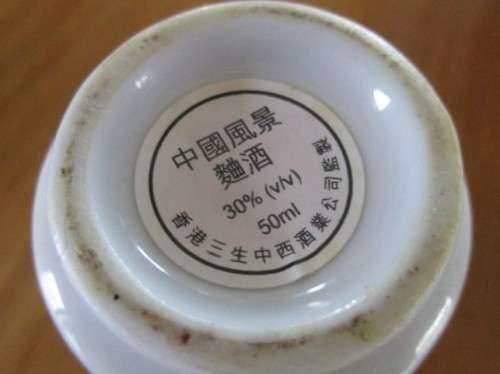 中國風景
麯酒
30% (v/v)
50ml
香港三生中西酒業公司監製